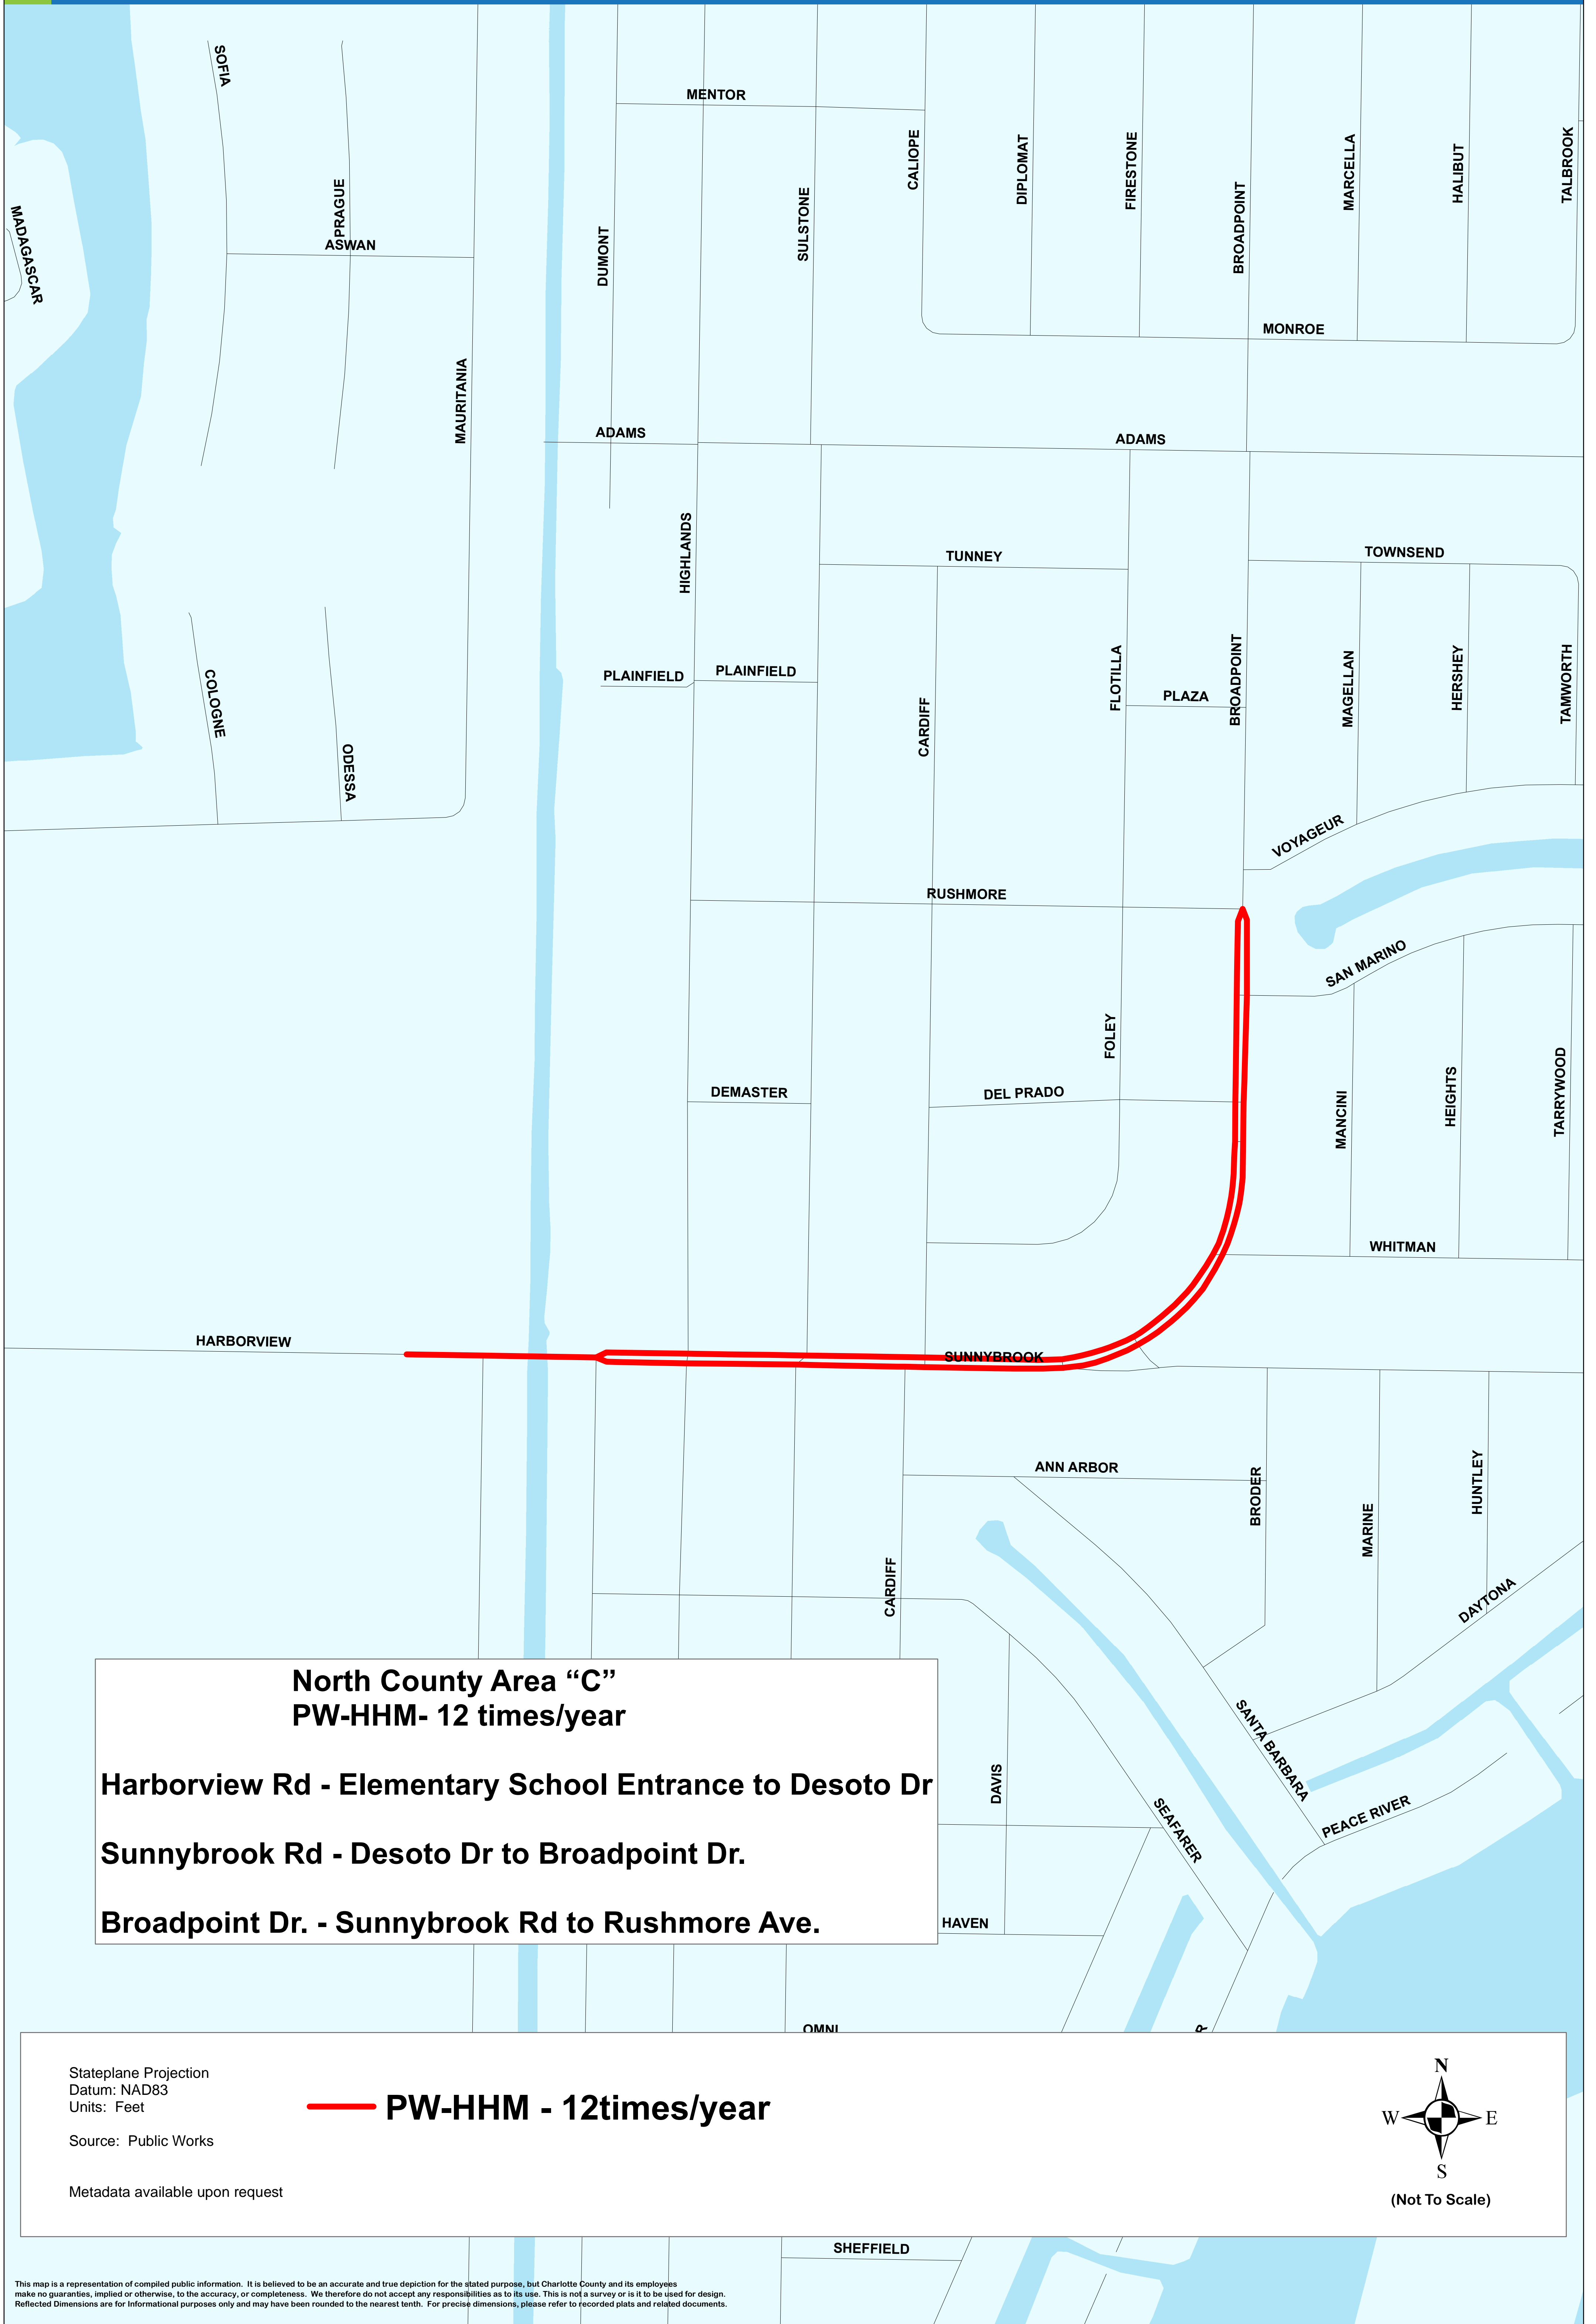 SOFIA
MENTOR
CALIOPE
DIPLOMAT
FIRESTONE
MARCELLA
HALIBUT
TALBROOK
MADAGASCAR
PRAGUE
SULSTONE
BROADPOINT
DUMONT
ASWAN
MONROE
MAURITANIA
ADAMS
ADAMS
HIGHLANDS
TUNNEY
TOWNSEND
COLOGNE
PLAINFIELD
PLAINFIELD
CARDIFF
FLOTILLA
PLAZA
BROADPOINT
MAGELLAN
HERSHEY
TAMWORTH
ODESSA
VOYAGEUR
RUSHMORE
SAN MARINO
FOLEY
DEMASTER
DEL PRADO
MANCINI
HEIGHTS
TARRYWOOD
WHITMAN
HARBORVIEW
SUNNYBROOK
ANN ARBOR
BRODER
MARINE
HUNTLEY
CARDIFF
DAYTONA
North County Area “C”
PW-HHM- 12 times/year
Harborview Rd - Elementary School Entrance to Desoto Dr
Sunnybrook Rd - Desoto Dr to Broadpoint Dr.
Broadpoint Dr. - Sunnybrook Rd to Rushmore Ave.
SANTA BARBARA
DAVIS
SEAFARER
PEACE RIVER
HAVEN
OMNI
R
Stateplane Projection
Datum: NAD83
Units: Feet
Source: Public Works
Metadata available upon request
PW-HHM - 12times/year
N
W E
S
(Not To Scale)
SHEFFIELD
This map is a representation of compiled public information. It is believed to be an accurate and true depiction for the stated purpose, but Charlotte County and its employees
make no guaranties, implied or otherwise, to the accuracy, or completeness. We therefore do not accept any responsibilities as to its use. This is not a survey or is it to be used for design.
Reflected Dimensions are for Informational purposes only and may have been rounded to the nearest tenth. For precise dimensions, please refer to recorded plats and related documents.